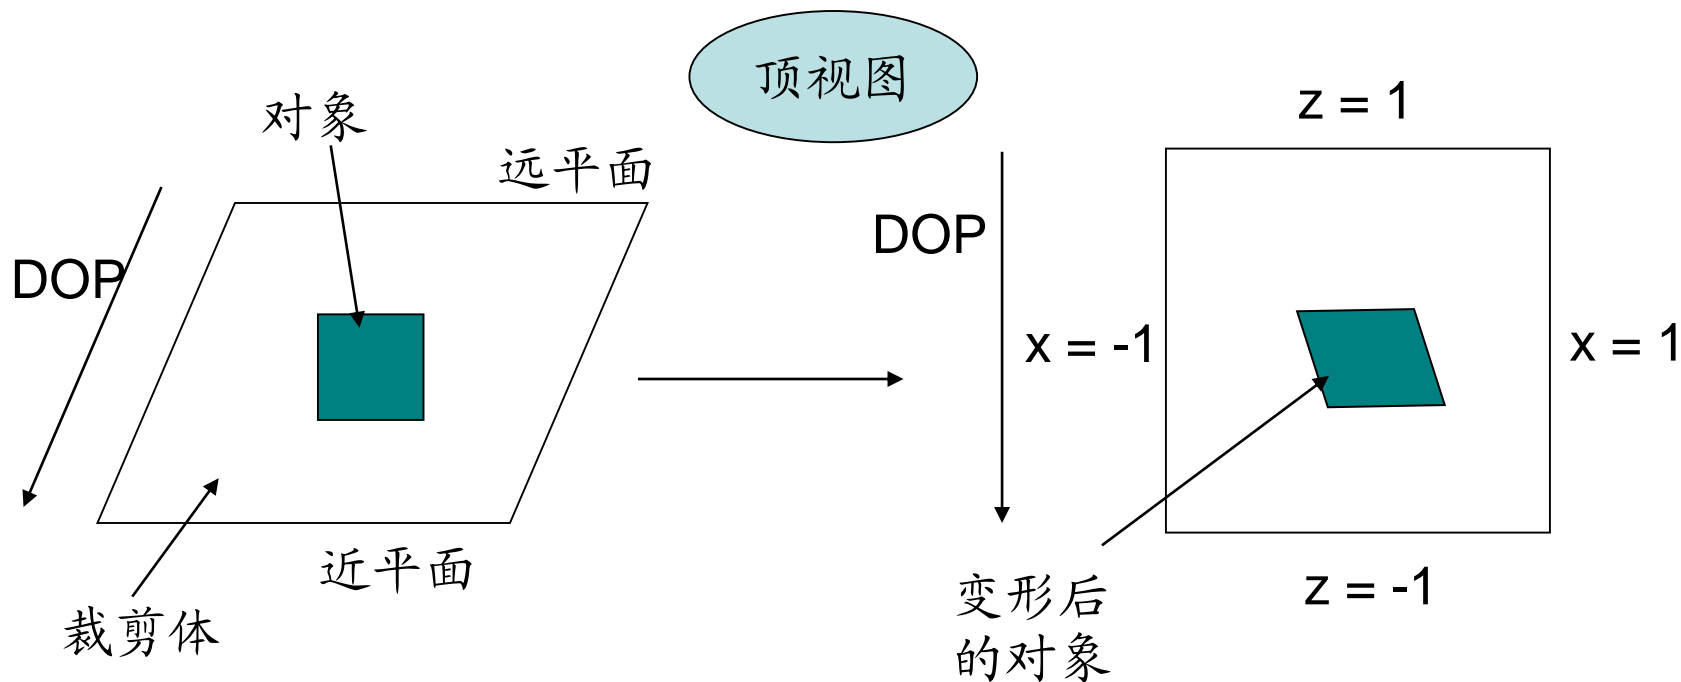 顶视图
对象
远平面
DOP
近平面
裁剪体
z = 1
DOP
x = -1
x = 1
z = -1
变形后
的对象